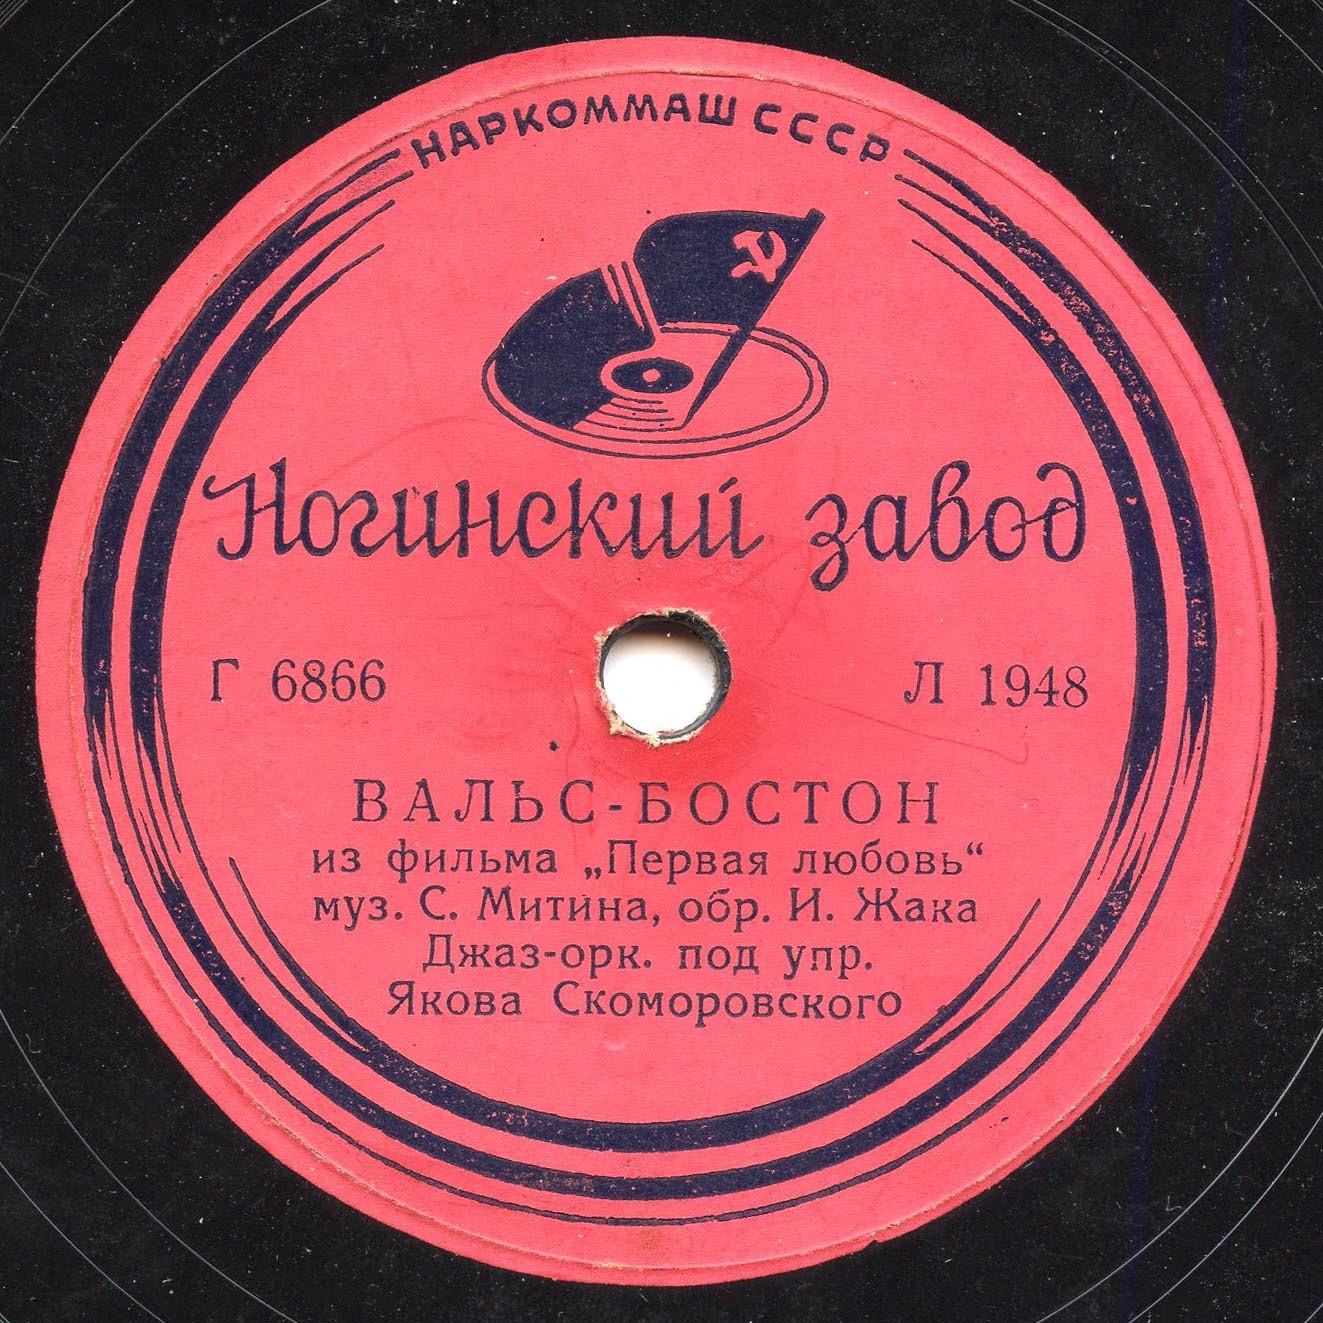 НАРКОММАШ СССР
Ногинский завод
Г 6866
Л 1948
ВАЛЬС-БОСТОН
из фильма „Первая любовь“
муз. С. Митина, обр. И. Жака
Джаз-орк. под упр.
Якова Скоморовского